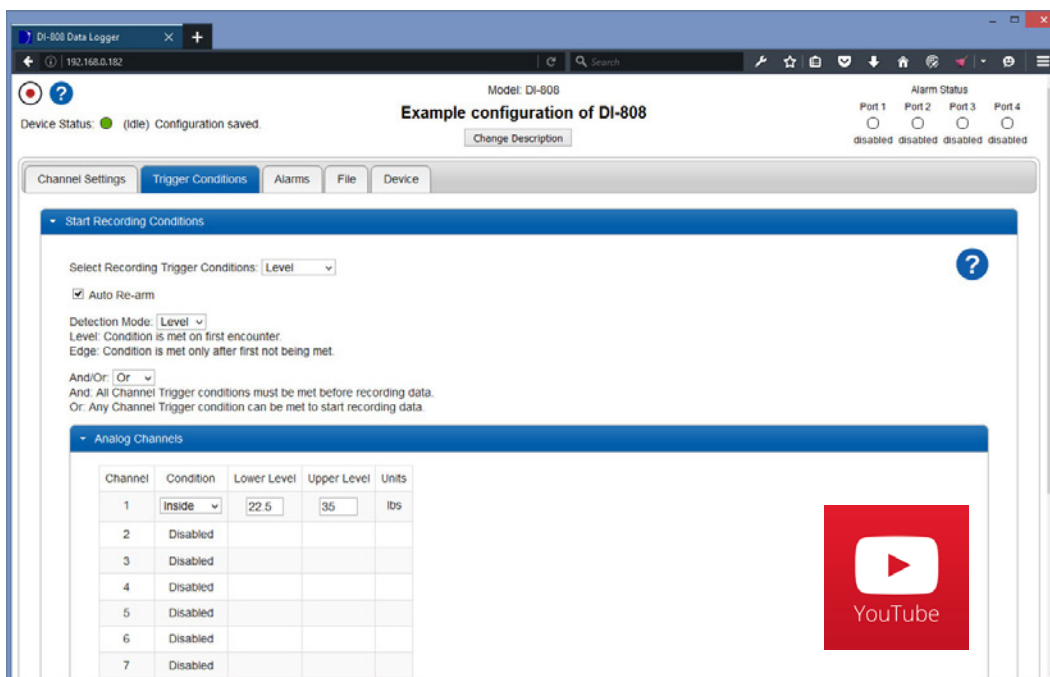 DI-808 Data Logger
192.168.0.182
Search
Model: DI-808
Example configuration of DI-808
Change Description
Device Status: (Idle) Configuration saved.
Alarm Status
Port 1 Port 2 Port 3 Port 4
disabled disabled disabled disabled
Channel Settings Trigger Conditions Alarms File Device
Start Recording Conditions
Select Recording Trigger Conditions: Level
Auto Re-arm
Detection Mode: Level
Level: Condition is met on first encounter.
Edge: Condition is met only after first not being met.
And/Or: Or
And: All Channel Trigger conditions must be met before recording data.
Or: Any Channel Trigger condition can be met to start recording data.
Analog Channels
Channel Condition Lower Level Upper Level Units
1 Inside 22.5 35 lbs
2 Disabled
3 Disabled
4 Disabled
5 Disabled
6 Disabled
7 Disabled
YouTube